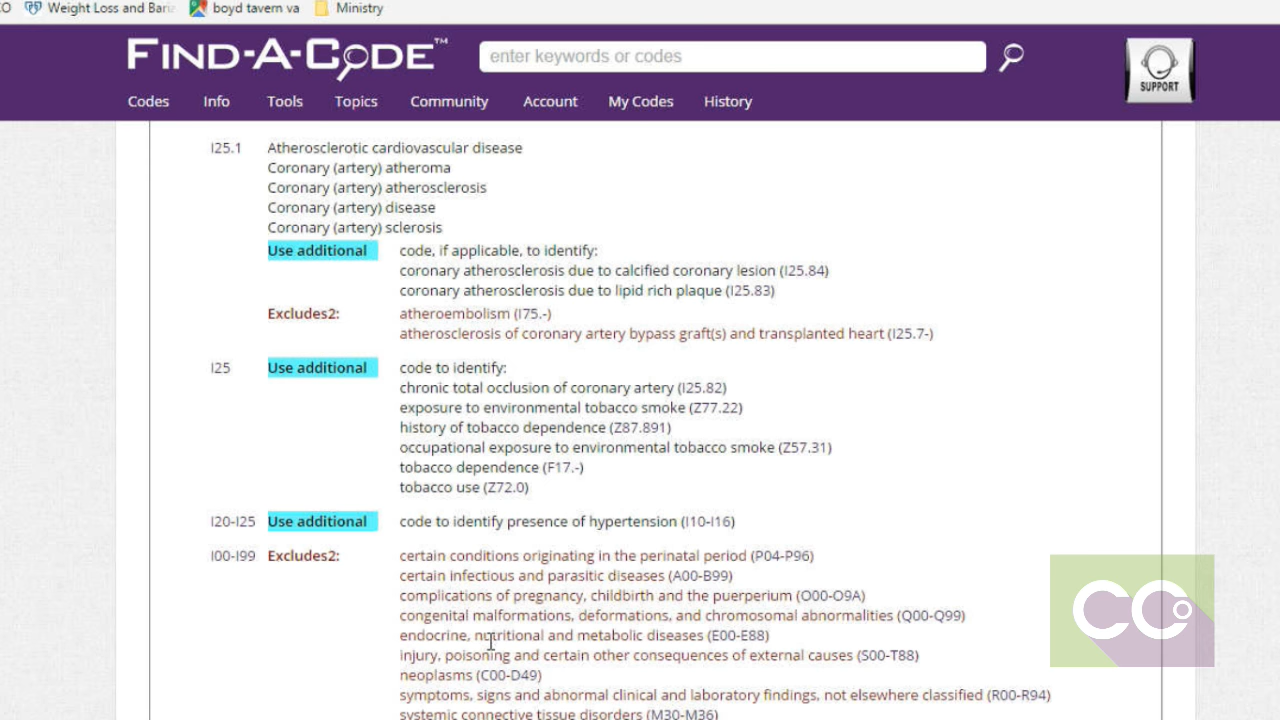 Weight Loss and Baria boyd tavern va Ministry
FIND-A-CODE™ enter keywords or codes
SUPPORT
Codes Info Tools Topics Community Account My Codes History
I25.1 Atherosclerotic cardiovascular disease
Coronary (artery) atheroma
Coronary (artery) atherosclerosis
Coronary (artery) disease
Coronary (artery) sclerosis
Use additional code, if applicable, to identify:
coronary atherosclerosis due to calcified coronary lesion (I25.84)
coronary atherosclerosis due to lipid rich plaque (I25.83)
Excludes2: atheroembolism (I75.-)
atherosclerosis of coronary artery bypass graft(s) and transplanted heart (I25.7-)
I25 Use additional code to identify:
chronic total occlusion of coronary artery (I25.82)
exposure to environmental tobacco smoke (Z77.22)
history of tobacco dependence (Z87.891)
occupational exposure to environmental tobacco smoke (Z57.31)
tobacco dependence (F17.-)
tobacco use (Z72.0)
I20-I25 Use additional code to identify presence of hypertension (I10-I16)
I00-I99 Excludes2: certain conditions originating in the perinatal period (P04-P96)
certain infectious and parasitic diseases (A00-B99)
complications of pregnancy, childbirth and the puerperium (O00-O9A)
congenital malformations, deformations, and chromosomal abnormalities (Q00-Q99)
endocrine, nutritional and metabolic diseases (E00-E88)
injury, poisoning and certain other consequences of external causes (S00-T88)
neoplasms (C00-D49)
symptoms, signs and abnormal clinical and laboratory findings, not elsewhere classified (R00-R94)
systemic connective tissue disorders (M30-M36)
CCO